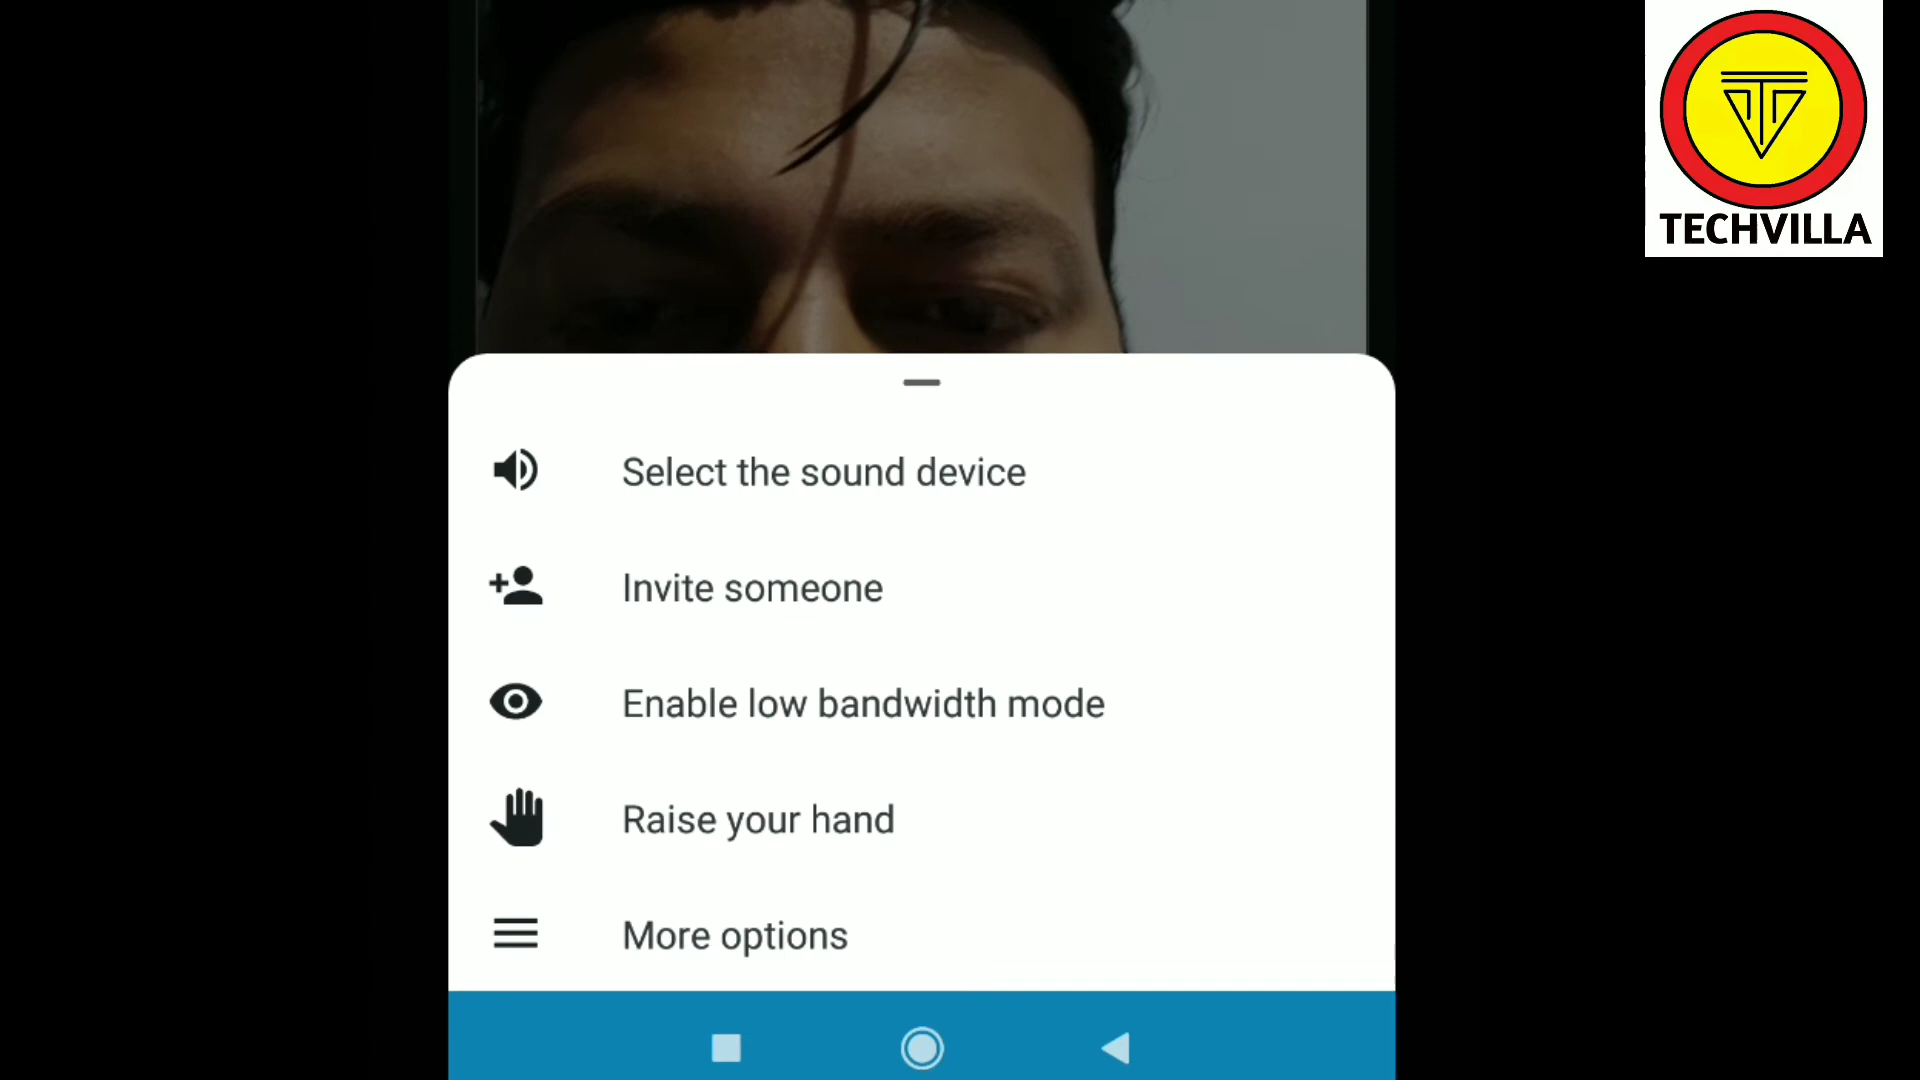 TECHVILLA
Select the sound device
Invite someone
Enable low bandwidth mode
Raise your hand
More options